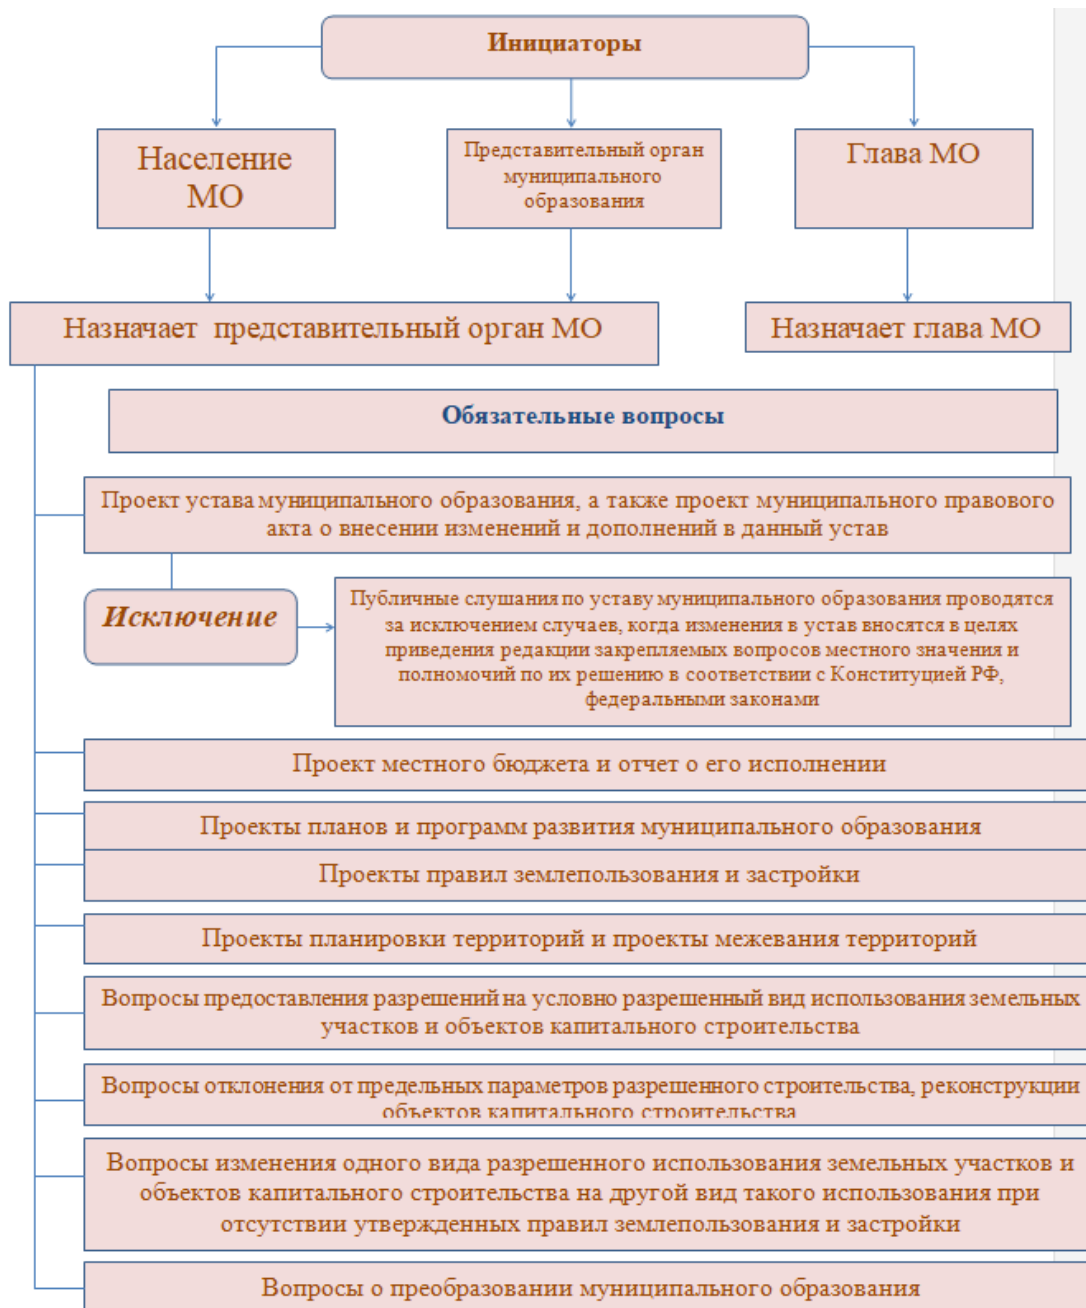 Инициаторы
Население
МО
Представительный орган
муниципального
образования
Глава МО
Назначает представительный орган МО
Назначает глава МО
Обязательные вопросы
Проект устава муниципального образования, а также проект муниципального правового
акта о внесении изменений и дополнений в данный устав
Исключение
Публичные слушания по уставу муниципального образования проводятся
за исключением случаев, когда изменения в устав вносятся в целях
приведения редакции закрепляемых вопросов местного значения и
полномочий по их решению в соответствии с Конституцией РФ,
федеральными законами
Проект местного бюджета и отчет о его исполнении
Проекты планов и программ развития муниципального образования
Проекты правил землепользования и застройки
Проекты планировки территорий и проекты межевания территорий
Вопросы предоставления разрешений на условно разрешенный вид использования земельных
участков и объектов капитального строительства
Вопросы отклонения от предельных параметров разрешенного строительства, реконструкции
объектов капитального строительства
Вопросы изменения одного вида разрешенного использования земельных участков и
объектов капитального строительства на другой вид такого использования при
отсутствии утвержденных правил землепользования и застройки
Вопросы о преобразовании муниципального образования